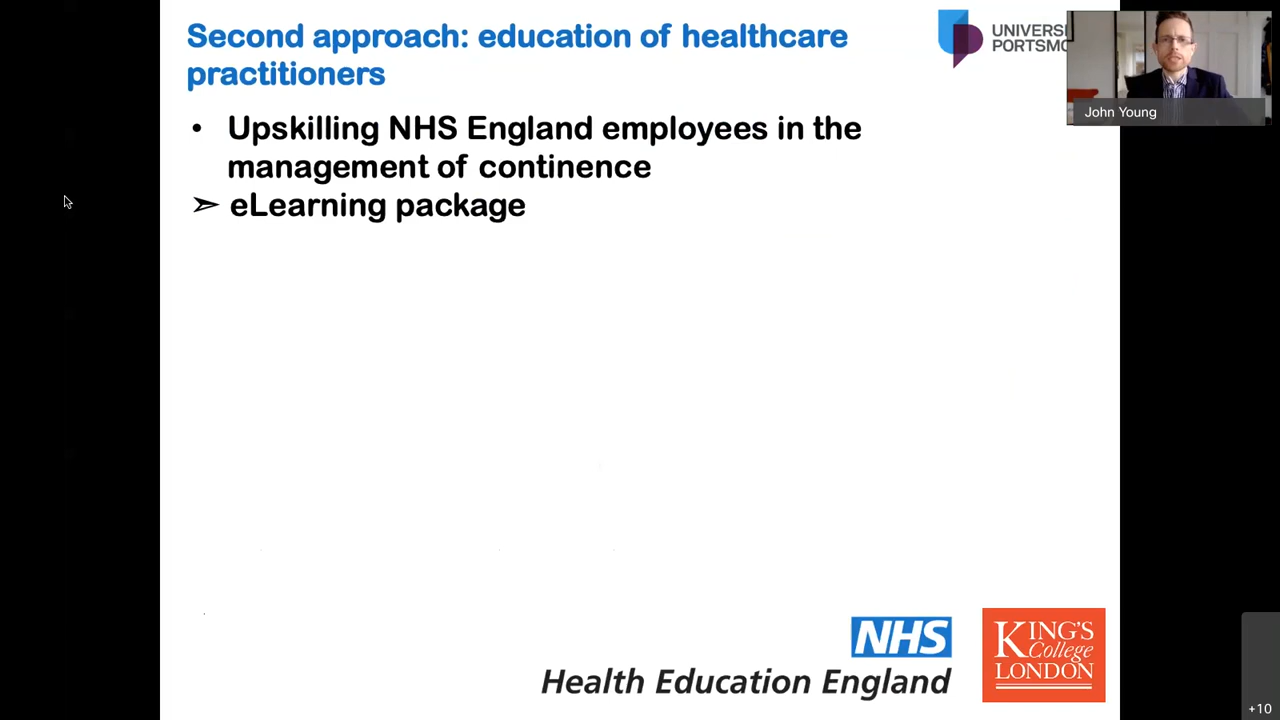 Second approach: education of healthcare
practitioners
UNIVERSI
PORTSMO
John Young
• Upskilling NHS England employees in the
management of continence
➢ eLearning package
NHS
Health Education England
KING'S
College
LONDON
+10